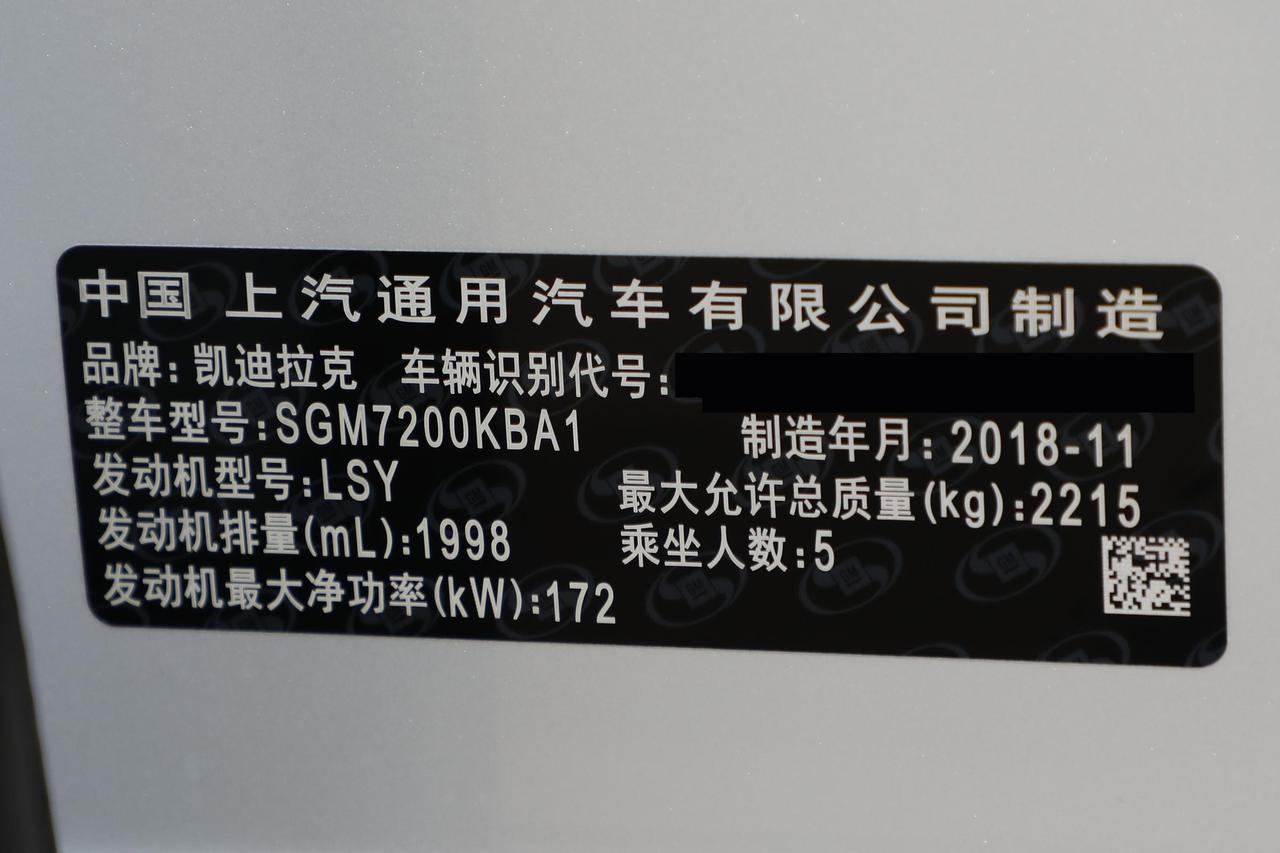 中国 上汽通用汽车有限公司制造
品牌:凯迪拉克 车辆识别代号:
整车型号:SGM7200KBA1 制造年月:2018-11
发动机型号:LSY 最大允许总质量(kg):2215
发动机排量(mL):1998 乘坐人数:5
发动机最大净功率(kW):172